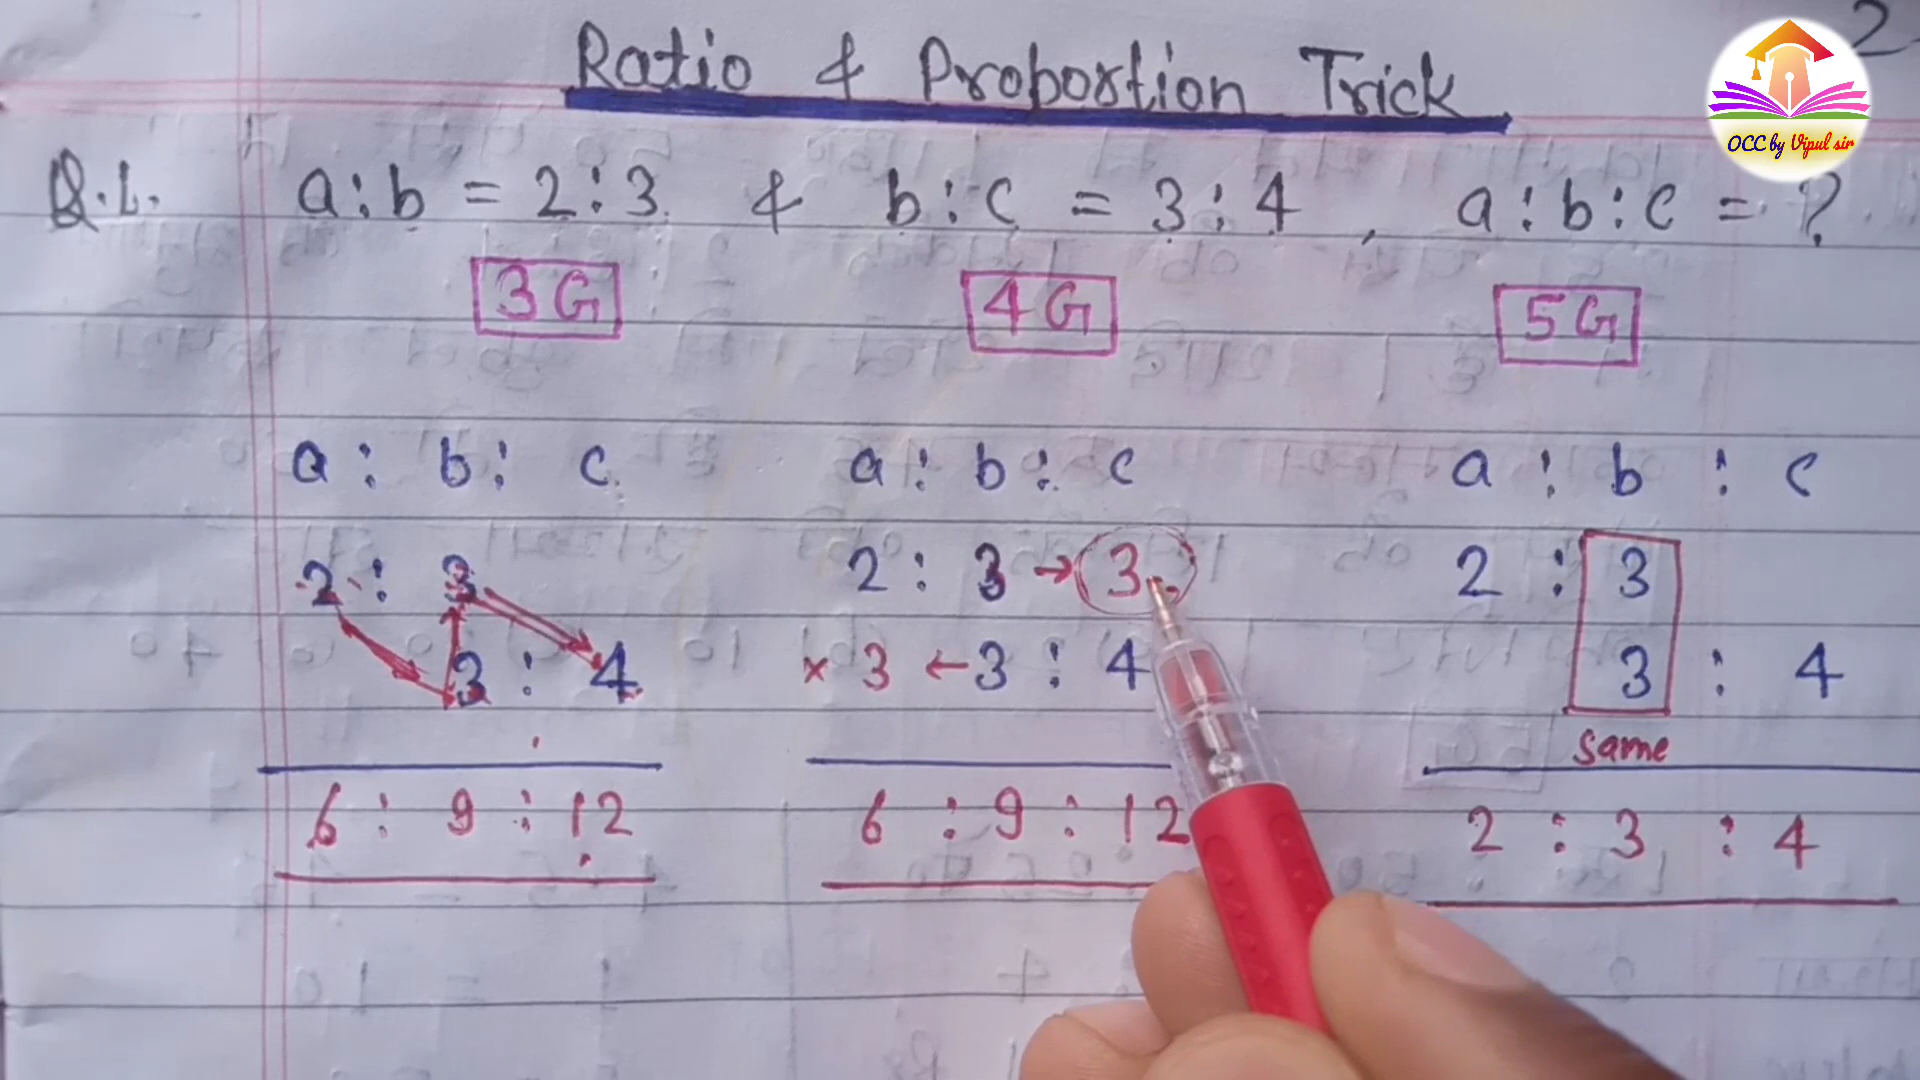 2
Ratio & Proportion Trick
OCC by Vipul sir
Q.1. a:b = 2:3 & b:c = 3:4, a:b:c = ?
3G 4G 5G
a : b : c a : b : c a : b : c
2 : 3 2 : 3 → 3 2 : 3
3 : 4 × 3 ← 3 : 4 3 : 4
same
6 : 9 : 12 6 : 9 : 12 2 : 3 : 4